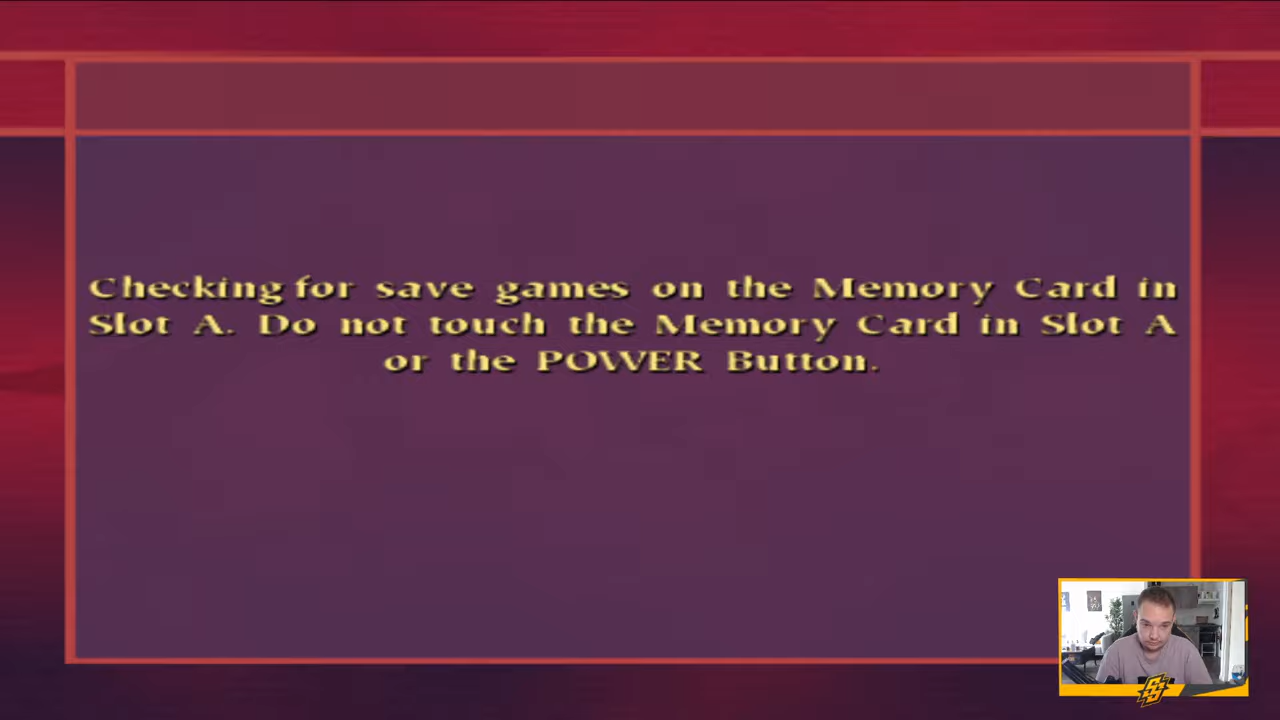 Checking for save games on the Memory Card in
Slot A. Do not touch the Memory Card in Slot A
or the POWER Button.